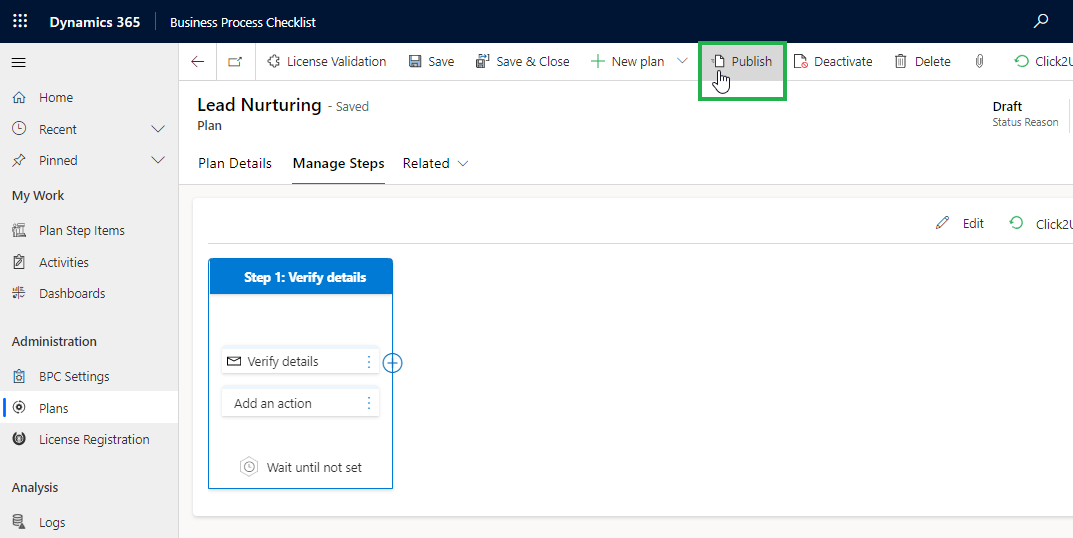 Dynamics 365 Business Process Checklist
License Validation Save Save & Close New plan Publish Deactivate Delete Click2U
Home
Recent
Pinned
My Work
Plan Step Items
Activities
Dashboards
Administration
BPC Settings
Plans
License Registration
Analysis
Logs
Lead Nurturing - Saved
Plan
Draft
Status Reason
Plan Details Manage Steps Related
Edit Click2U
Step 1: Verify details
Verify details
Add an action
Wait until not set